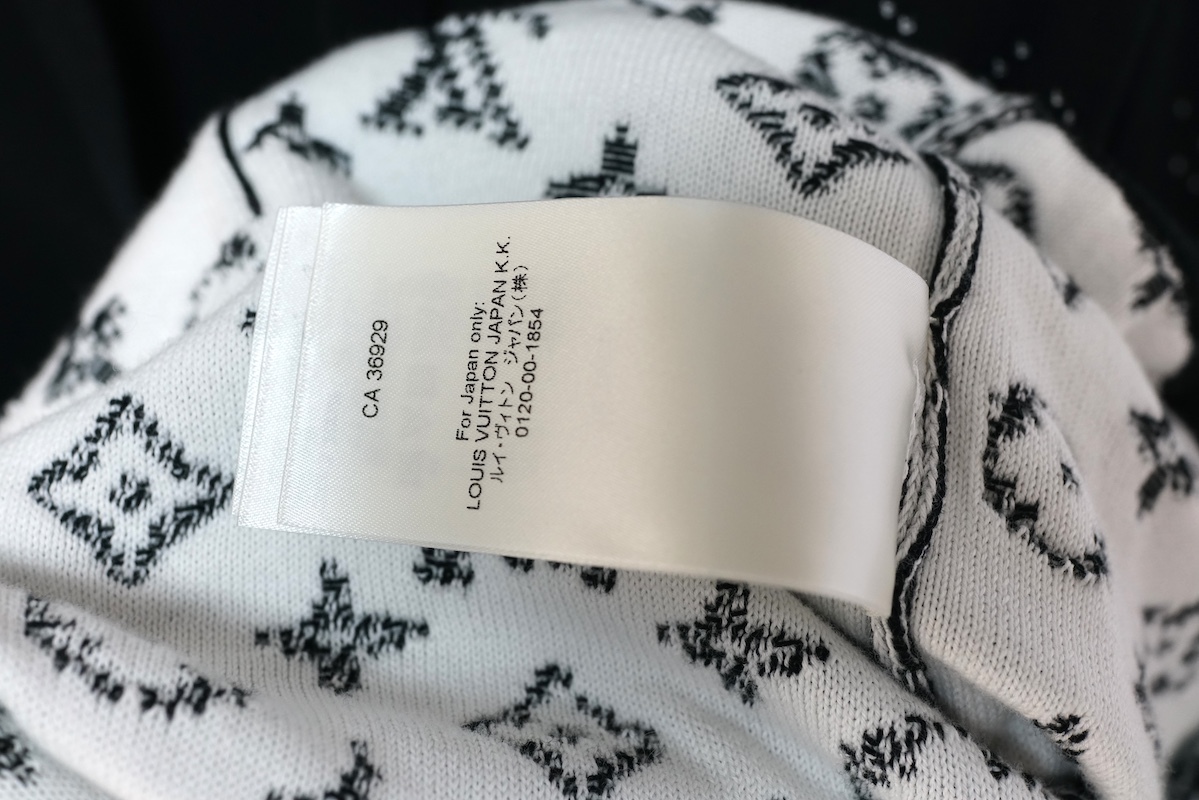 CA 36929
For Japan only:
LOUIS VUITTON JAPAN K.K.
ルイ・ヴィトン ジャパン(株)
0120-00-1854